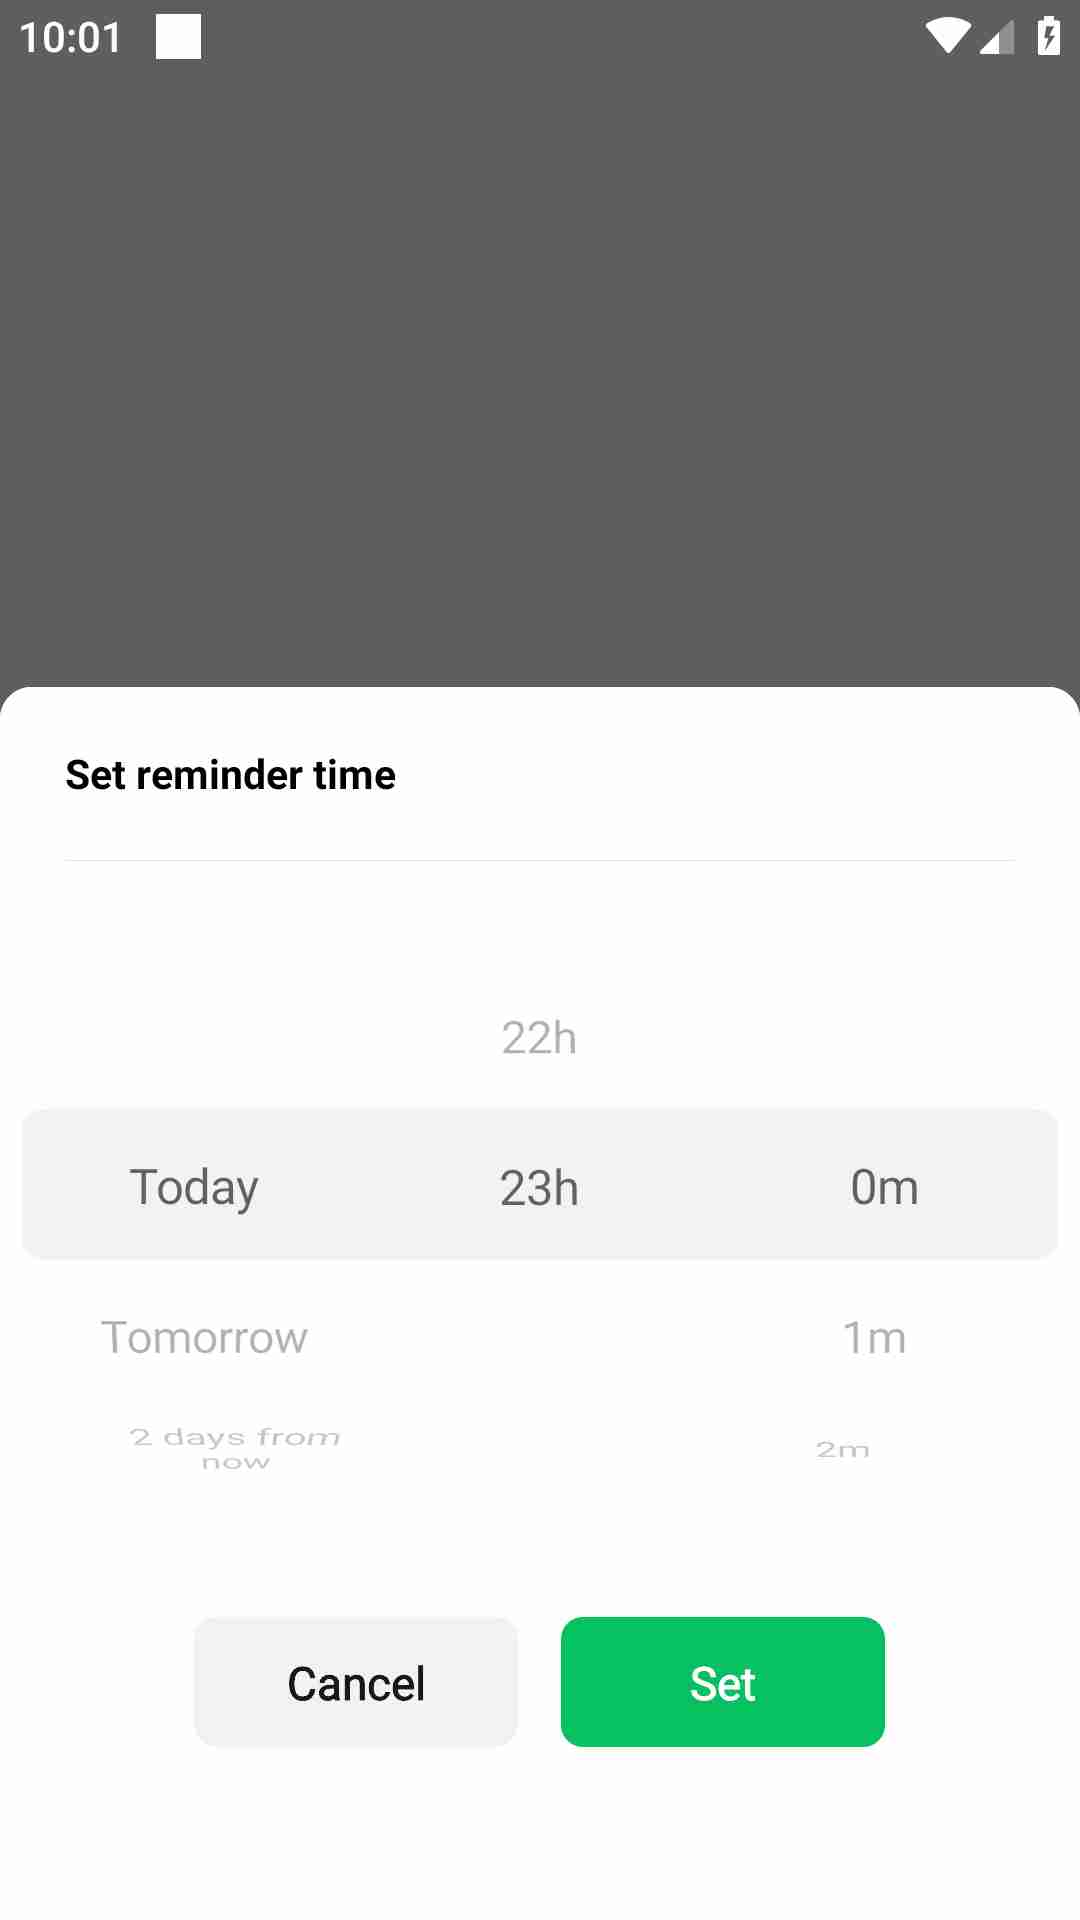 10:01
Set reminder time
22h
Today 23h 0m
Tomorrow 1m
2 days from
now
2m
Cancel Set